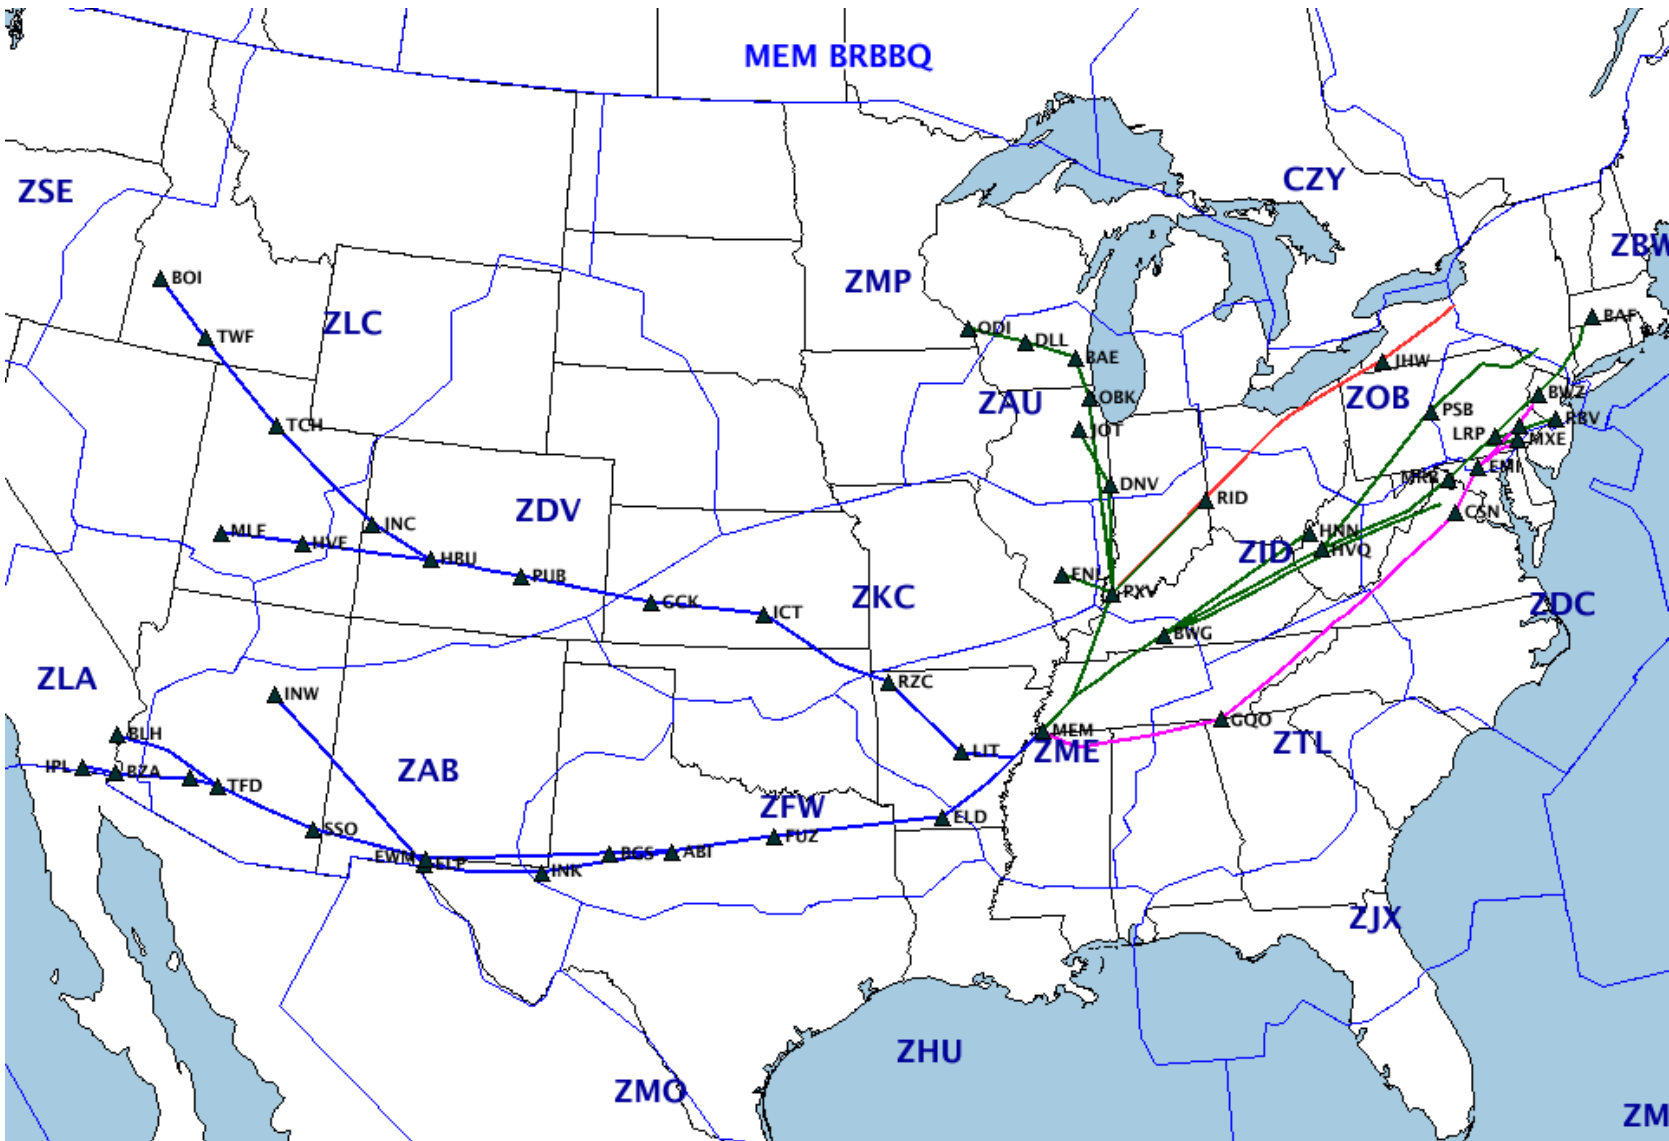 MEM BRBBQ
ZSE
CZY
ZBW
BOI
ZMP
ZLC
TWF
ODI
DLL
BAE
BAF
JHW
ZAU
OBK
ZOB
BWZ
PSB
RBV
TCH
JOT
LRP
MXE
EMI
DNV
RID
ZDV
INC
CSN
MLF
HVE
HNN
HVQ
ZID
HBU
PUB
ENL
PXV
GCK
ICT
ZKC
ZDC
BWG
ZLA
INW
RZC
GQO
BLH
MEM
ZME
ZTL
LIT
IPL
BZA
ZAB
TFD
ZFW
ELD
SSO
FUZ
EWM
ELP
BGS
ABI
INK
ZJX
ZHU
ZMO
ZM